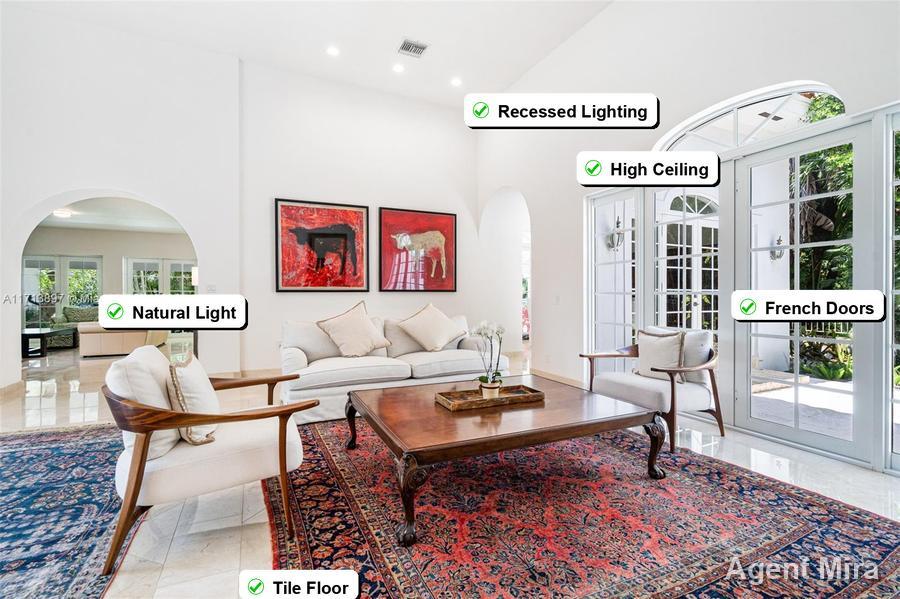 Recessed Lighting
High Ceiling
Natural Light
French Doors
Tile Floor
Agent Mira